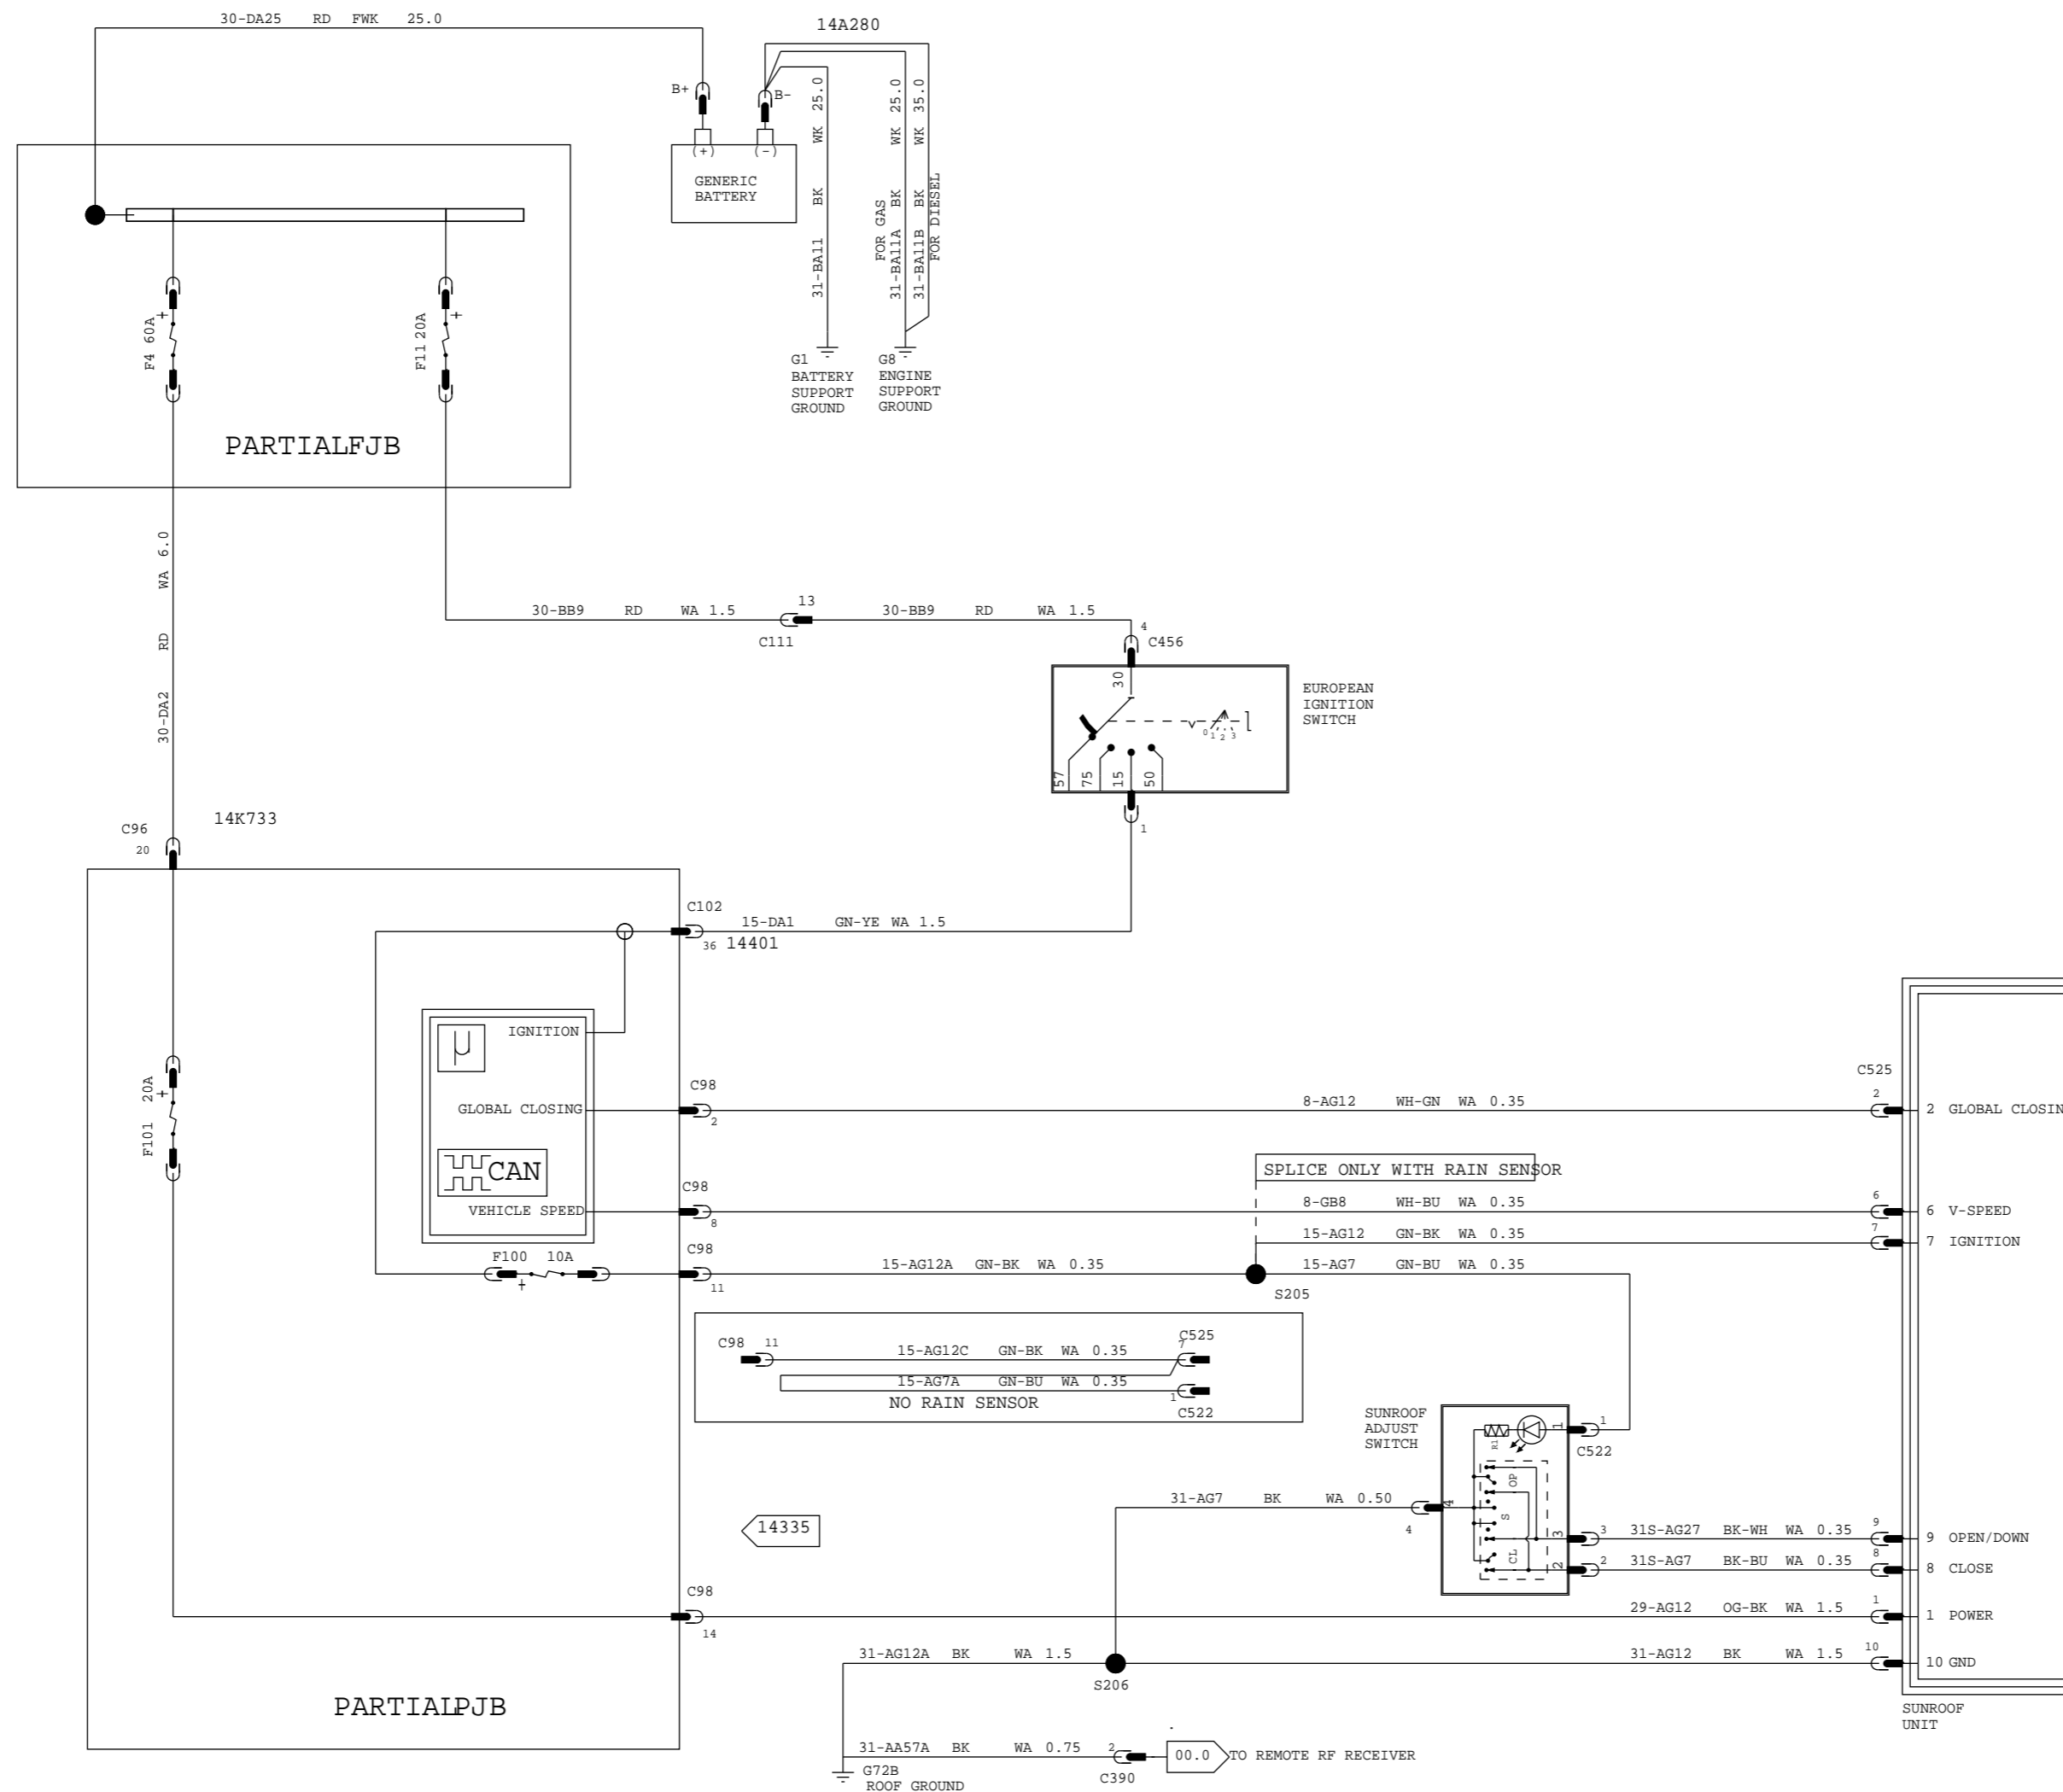 30-DA25 RD FWK 25.0
14A280
B+
B-
(+)
(-)
GENERIC
BATTERY
31-BA11 BK WK 25.0
FOR GAS
31-BA11A BK WK 25.0
31-BA11B BK WK 35.0
FOR DIESEL
F4 60A
+
F11 20A
+
G1
BATTERY
SUPPORT
GROUND
G8
ENGINE
SUPPORT
GROUND
PARTIALFJB
30-DA2 RD WA 6.0
30-BB9 RD WA 1.5
13
C111
30-BB9 RD WA 1.5
4
C456
30
0 1 2 3
57 75 15 50
EUROPEAN
IGNITION
SWITCH
1
C96
20
14K733
C102
36
15-DA1 GN-YE WA 1.5
14401
µ
IGNITION
F101 20A
+
GLOBAL CLOSING
C98
2
8-AG12 WH-GN WA 0.35
C525
2
2 GLOBAL CLOSIN
CAN
SPLICE ONLY WITH RAIN SENSOR
VEHICLE SPEED
C98
8
8-GB8 WH-BU WA 0.35
6
6 V-SPEED
15-AG12 GN-BK WA 0.35
7
7 IGNITION
F100 10A
+
C98
11
15-AG12A GN-BK WA 0.35
15-AG7 GN-BU WA 0.35
S205
C98 11
15-AG12C GN-BK WA 0.35
C525
7
15-AG7A GN-BU WA 0.35
1
C522
NO RAIN SENSOR
SUNROOF
ADJUST
SWITCH
R1
1
1
C522
OP
S
CL
31-AG7 BK WA 0.50
4
4
14335
3
3
31S-AG27 BK-WH WA 0.35
9
9 OPEN/DOWN
2
2
31S-AG7 BK-BU WA 0.35
8
8 CLOSE
C98
14
29-AG12 OG-BK WA 1.5
1
1 POWER
31-AG12A BK WA 1.5
S206
31-AG12 BK WA 1.5
10
10 GND
PARTIALPJB
SUNROOF
UNIT
31-AA57A BK WA 0.75
2
C390
00.0
TO REMOTE RF RECEIVER
G72B
ROOF GROUND